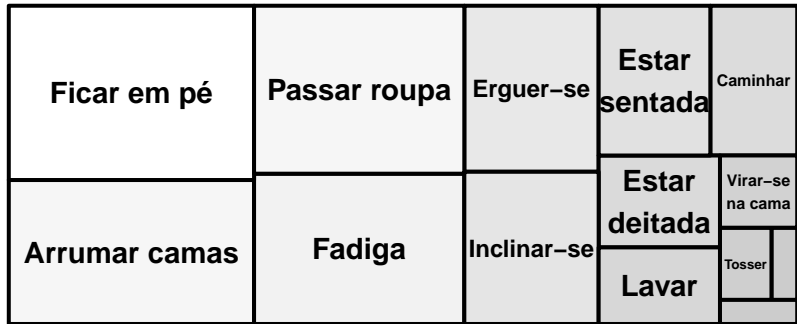 Ficar em pé
Arrumar camas
Passar roupa
Fadiga
Erguer−se
Inclinar−se
Estar
sentada
Caminhar
Estar
deitada
Lavar
Virar−se
na cama
Tosser